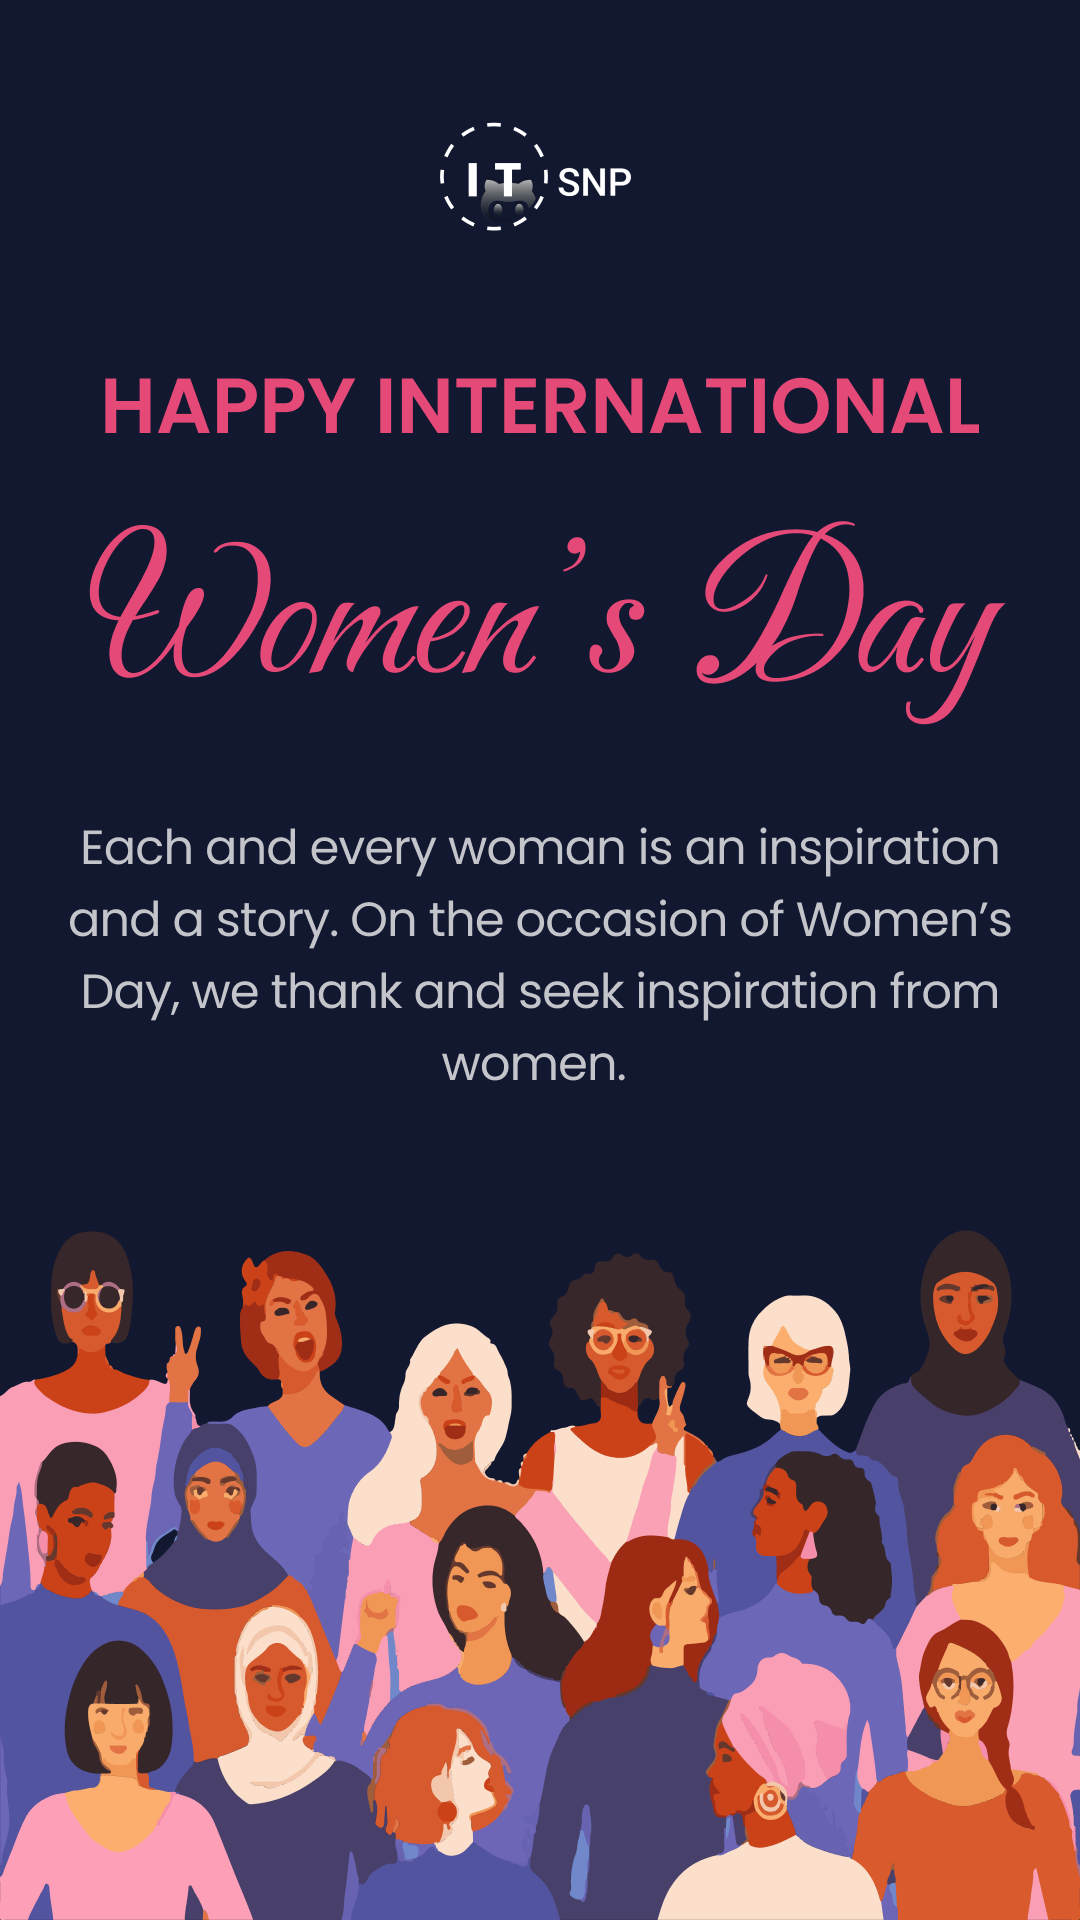 IT SNP
HAPPY INTERNATIONAL
Women's Day
Each and every woman is an inspiration
and a story. On the occasion of Women's
Day, we thank and seek inspiration from
women.